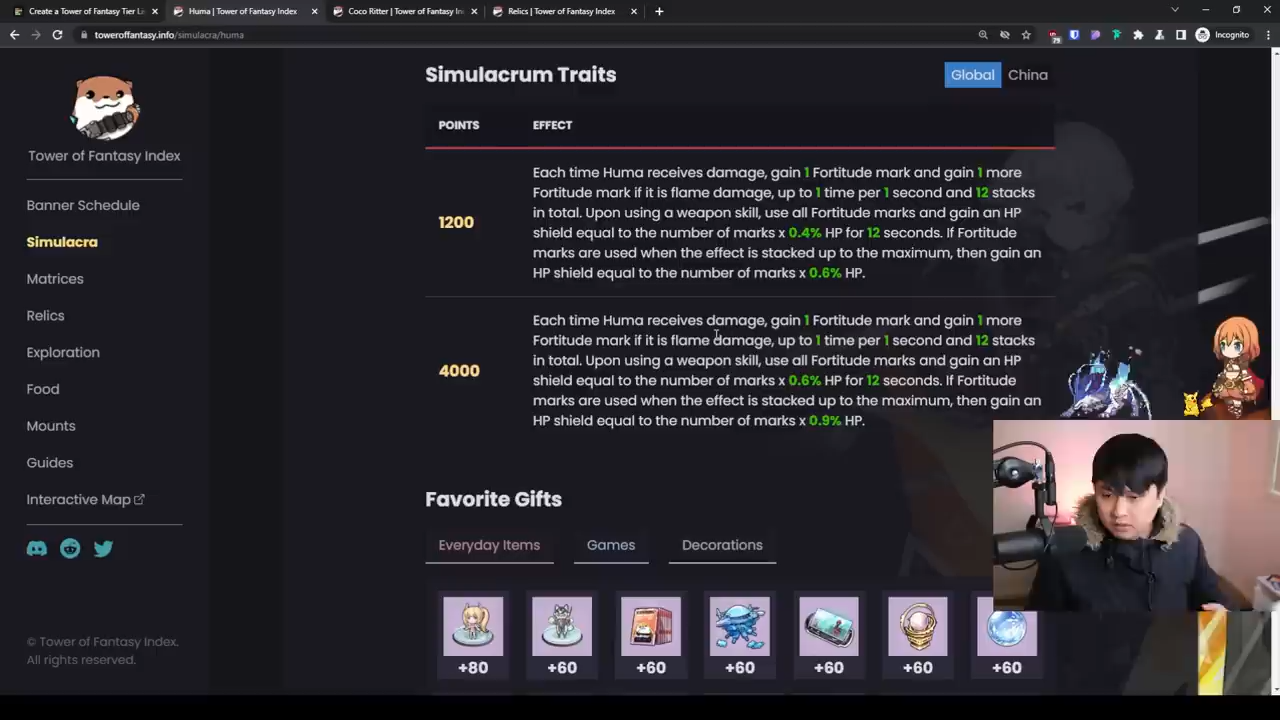 Create a Tower of Fantasy Tier Li
Huma | Tower of Fantasy Index
Coco Ritter | Tower of Fantasy In
Relics | Tower of Fantasy Index
toweroffantasy.info/simulacra/huma
79
Incognito
Tower of Fantasy Index
Banner Schedule
Simulacra
Matrices
Relics
Exploration
Food
Mounts
Guides
Interactive Map
© Tower of Fantasy Index.
All rights reserved.
Simulacrum Traits
Global
China
POINTS
EFFECT
1200
Each time Huma receives damage, gain 1 Fortitude mark and gain 1 more
Fortitude mark if it is flame damage, up to 1 time per 1 second and 12 stacks
in total. Upon using a weapon skill, use all Fortitude marks and gain an HP
shield equal to the number of marks x 0.4% HP for 12 seconds. If Fortitude
marks are used when the effect is stacked up to the maximum, then gain an
HP shield equal to the number of marks x 0.6% HP.
4000
Each time Huma receives damage, gain 1 Fortitude mark and gain 1 more
Fortitude mark if it is flame damage, up to 1 time per 1 second and 12 stacks
in total. Upon using a weapon skill, use all Fortitude marks and gain an HP
shield equal to the number of marks x 0.6% HP for 12 seconds. If Fortitude
marks are used when the effect is stacked up to the maximum, then gain an
HP shield equal to the number of marks x 0.9% HP.
Favorite Gifts
Everyday Items
Games
Decorations
+80
+60
+60
+60
+60
+60
+60